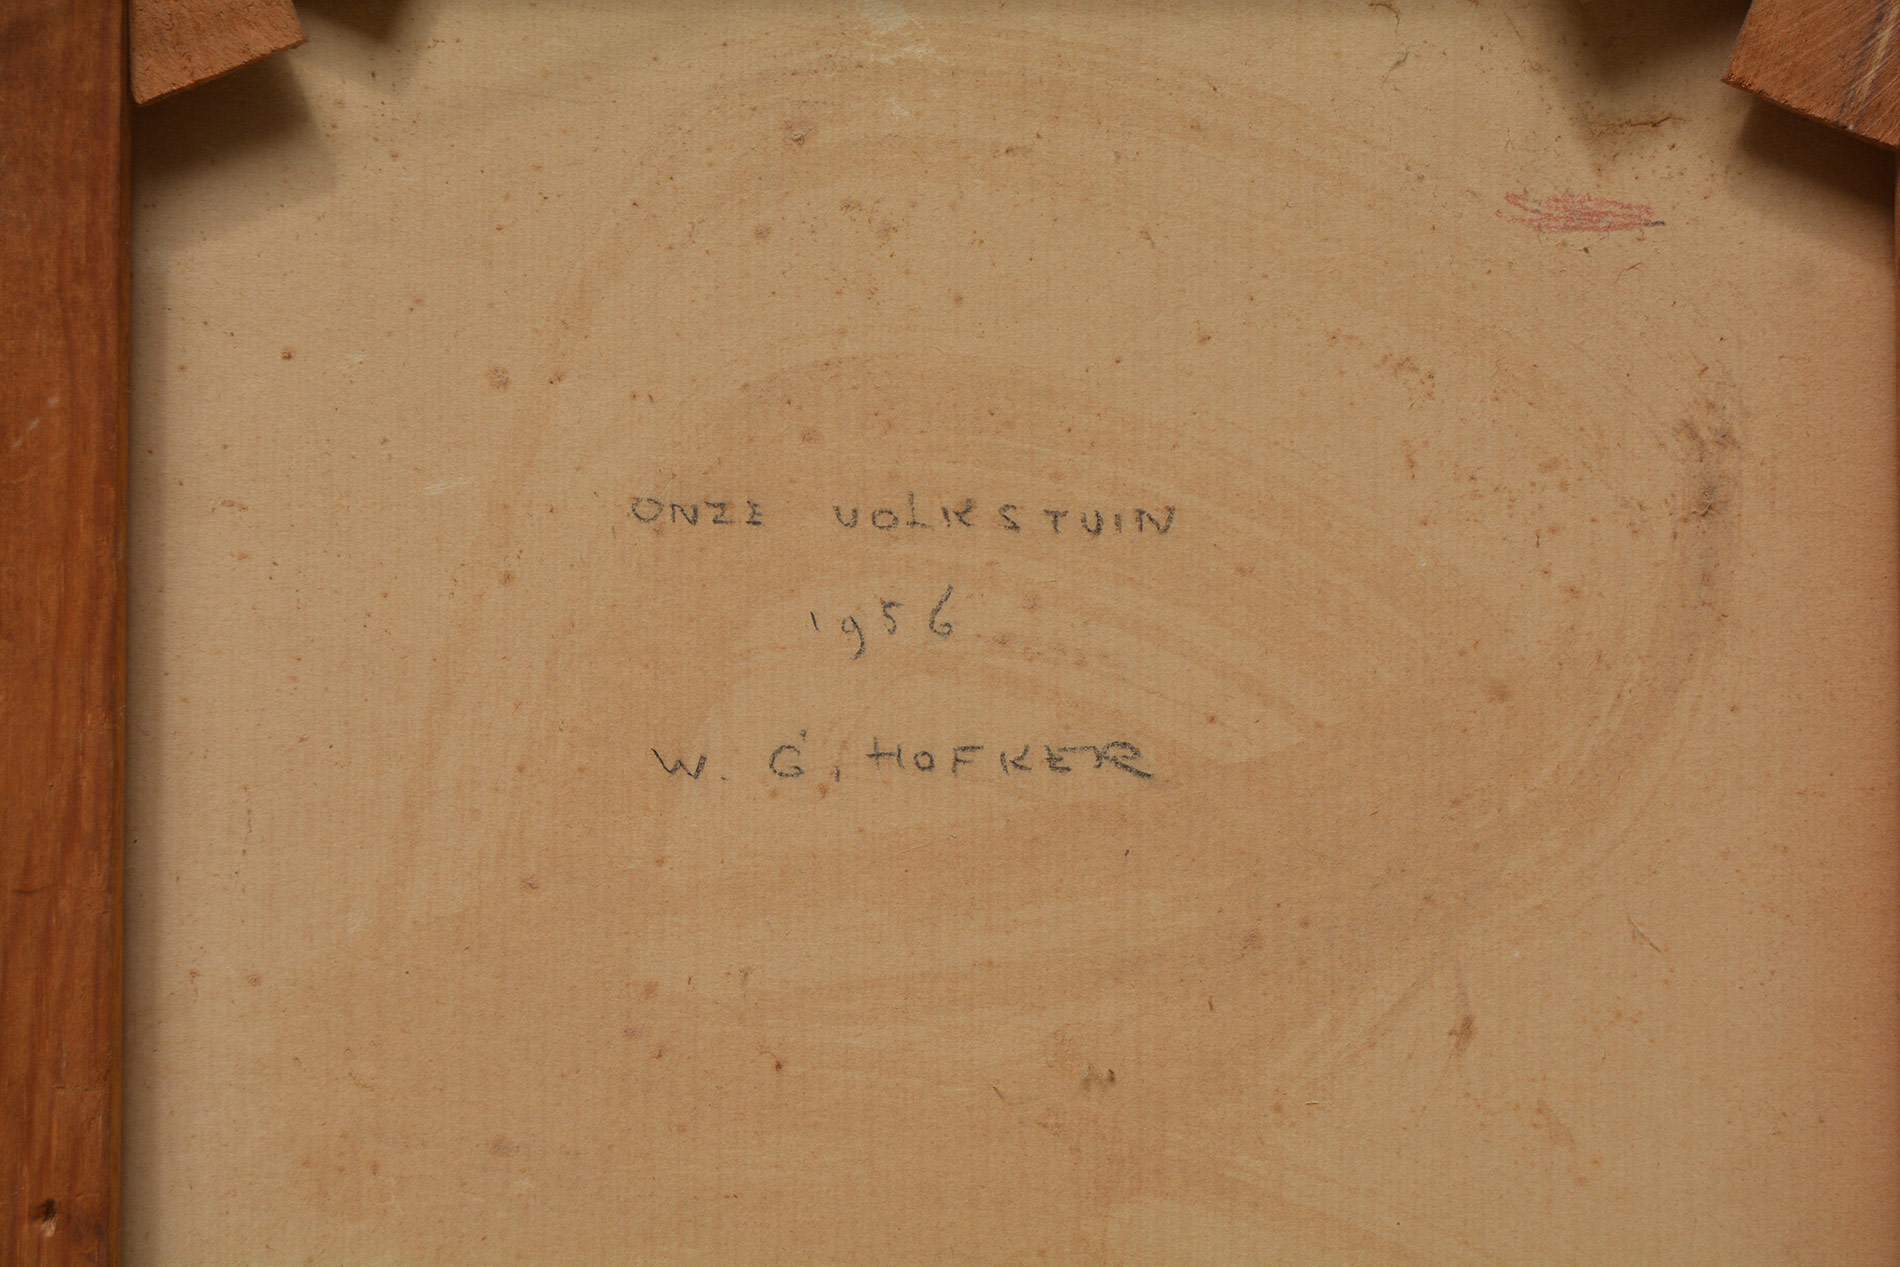 ONZE VOLKSTUIN
1956
W. G. HOFKER